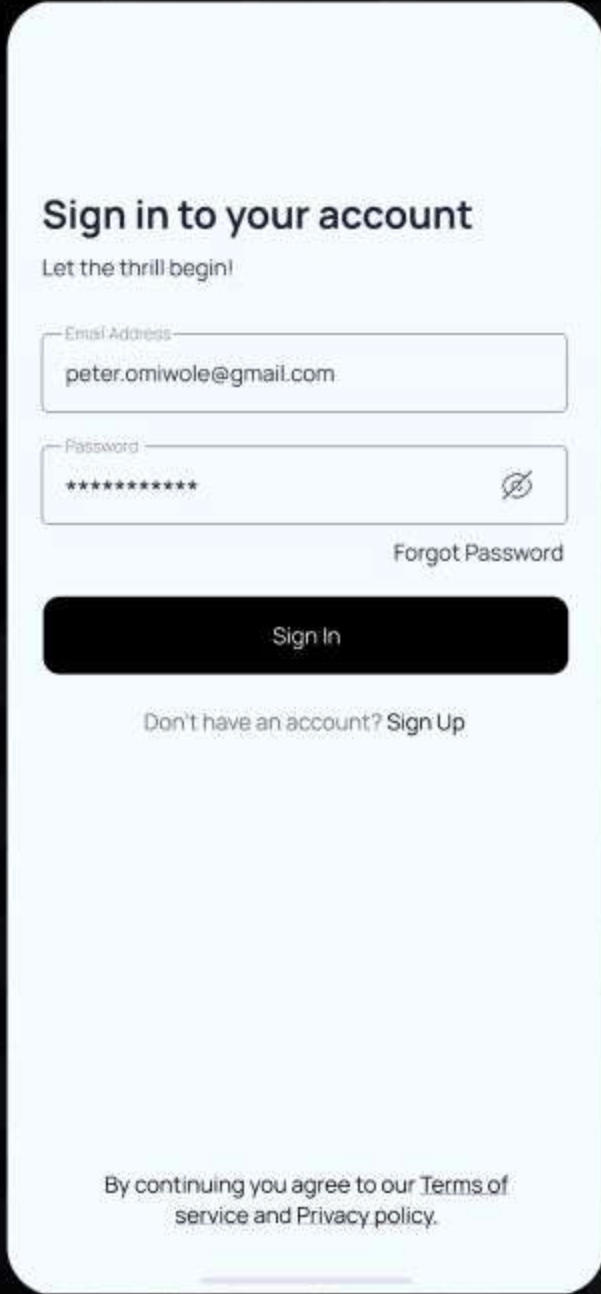 Sign in to your account
Let the thrill begin!
Email Address
peter.omiwole@gmail.com
Password
***********
Forgot Password
Sign In
Don't have an account? Sign Up
By continuing you agree to our Terms of
service and Privacy policy.